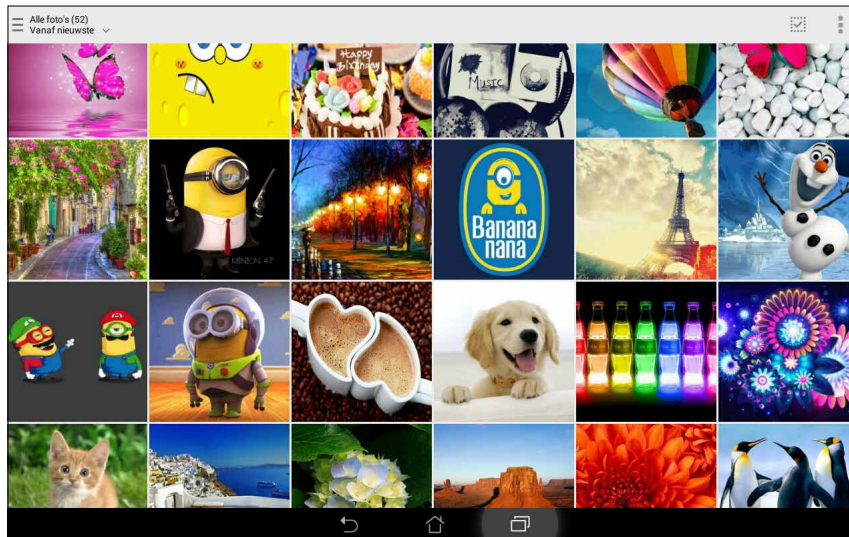 Alle foto's (52)
Vanaf nieuwste
Happy
Birthday
Music
MINION 47
Banana
nana